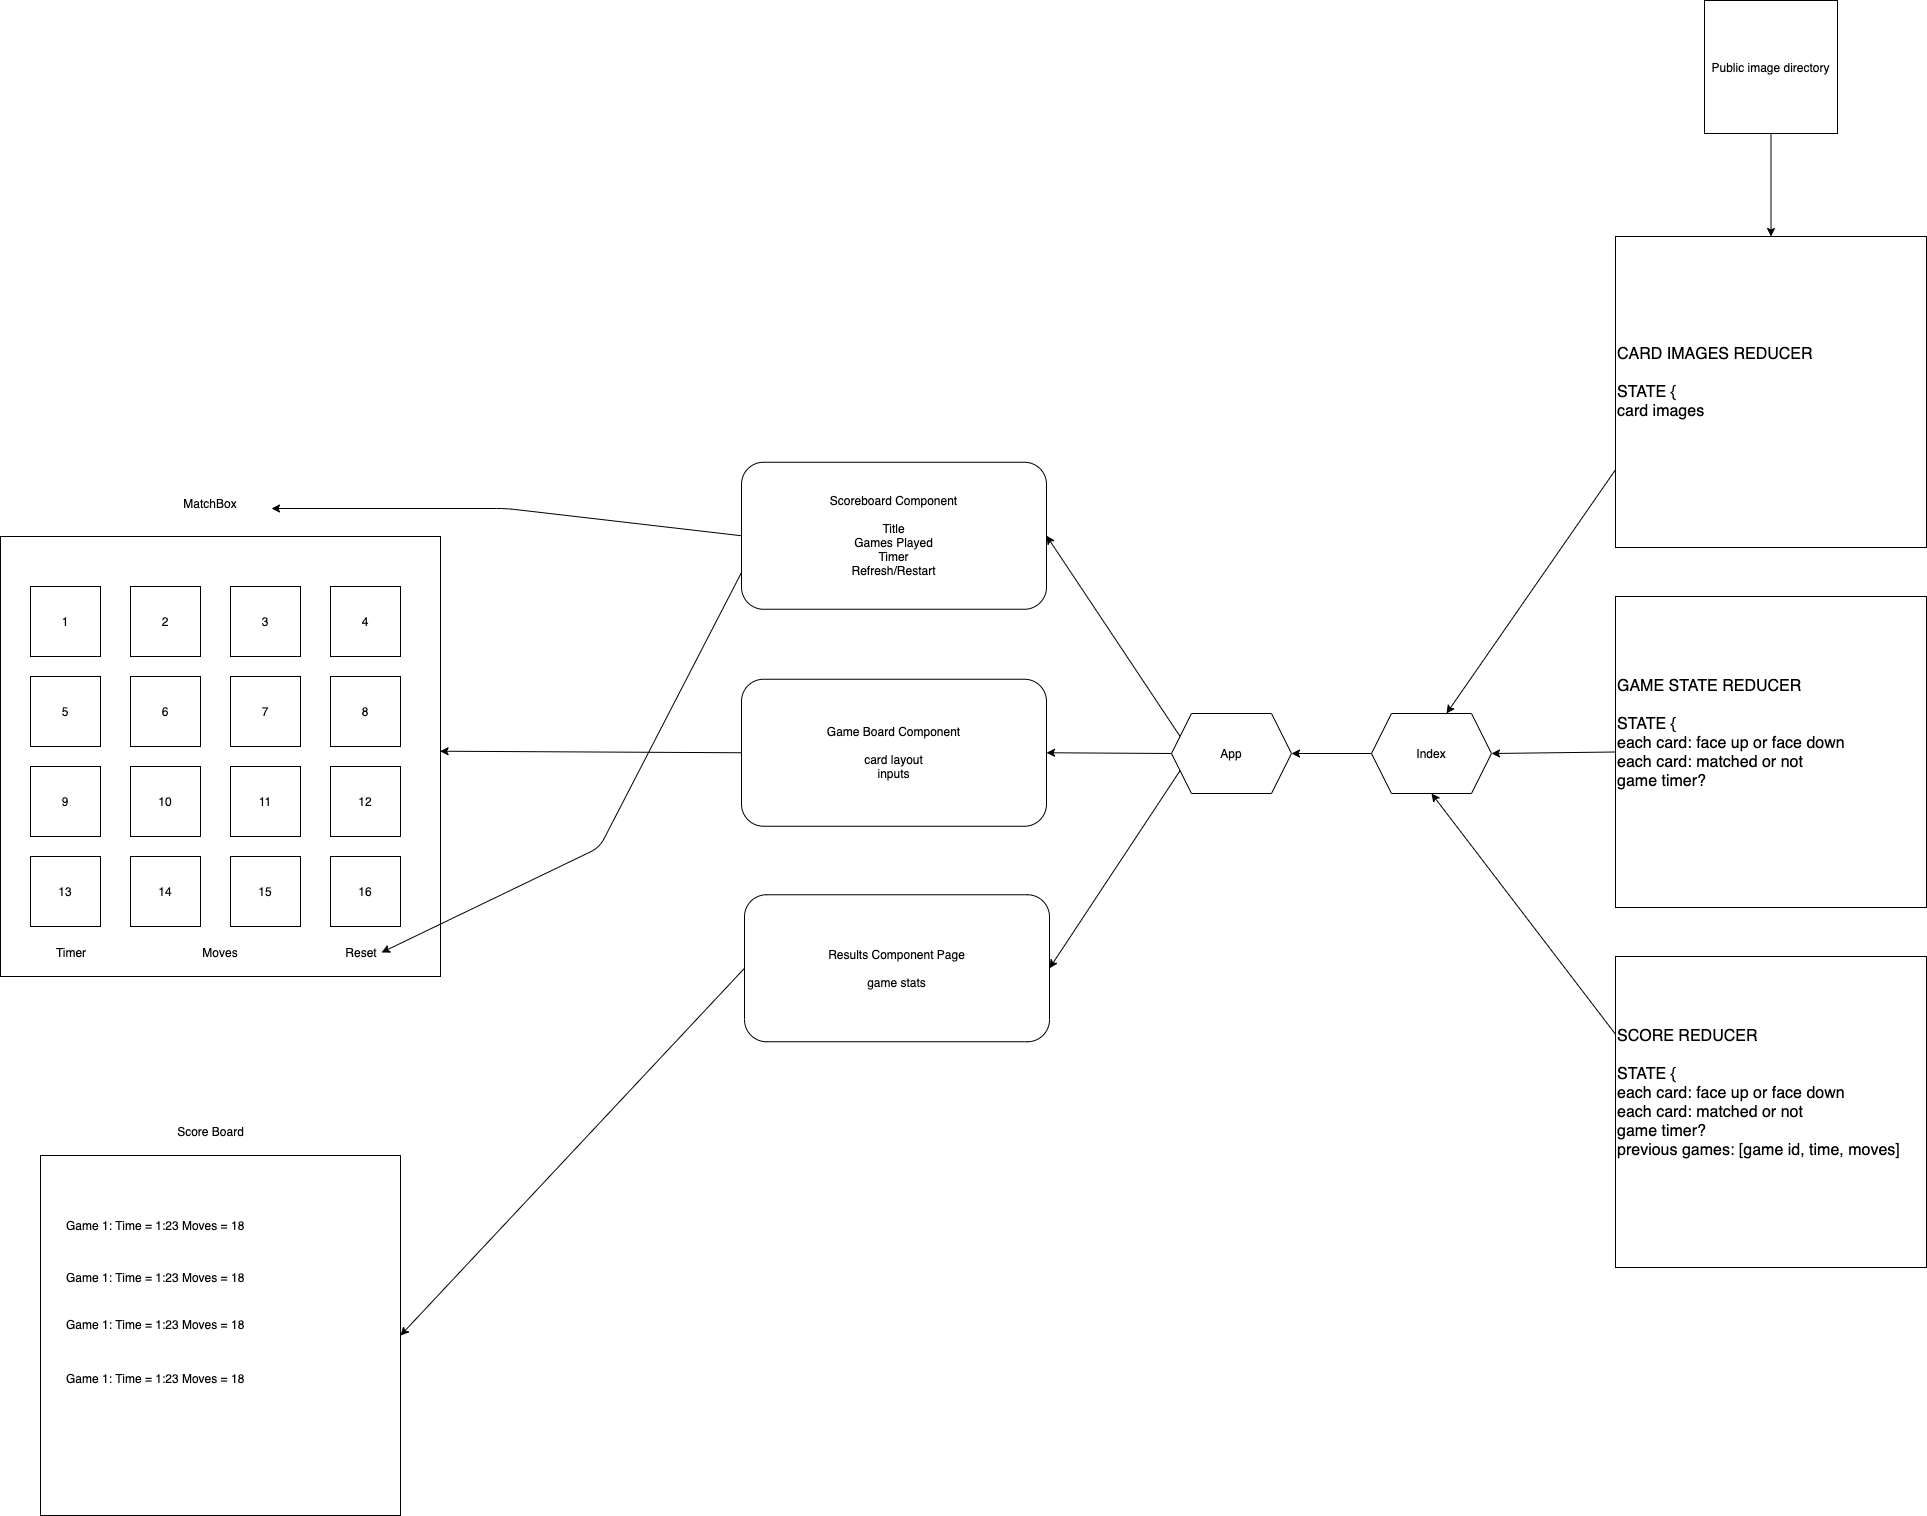 Public image directory
CARD IMAGES REDUCER
STATE {
card images
MatchBox
1
2
3
4
5
6
7
8
9
10
11
12
13
14
15
16
Timer
Moves
Reset
Scoreboard Component
Title
Games Played
Timer
Refresh/Restart
Game Board Component
card layout
inputs
Results Component Page
game stats
App
Index
GAME STATE REDUCER
STATE {
each card: face up or face down
each card: matched or not
game timer?
SCORE REDUCER
STATE {
each card: face up or face down
each card: matched or not
game timer?
previous games: [game id, time, moves]
Score Board
Game 1: Time = 1:23 Moves = 18
Game 1: Time = 1:23 Moves = 18
Game 1: Time = 1:23 Moves = 18
Game 1: Time = 1:23 Moves = 18